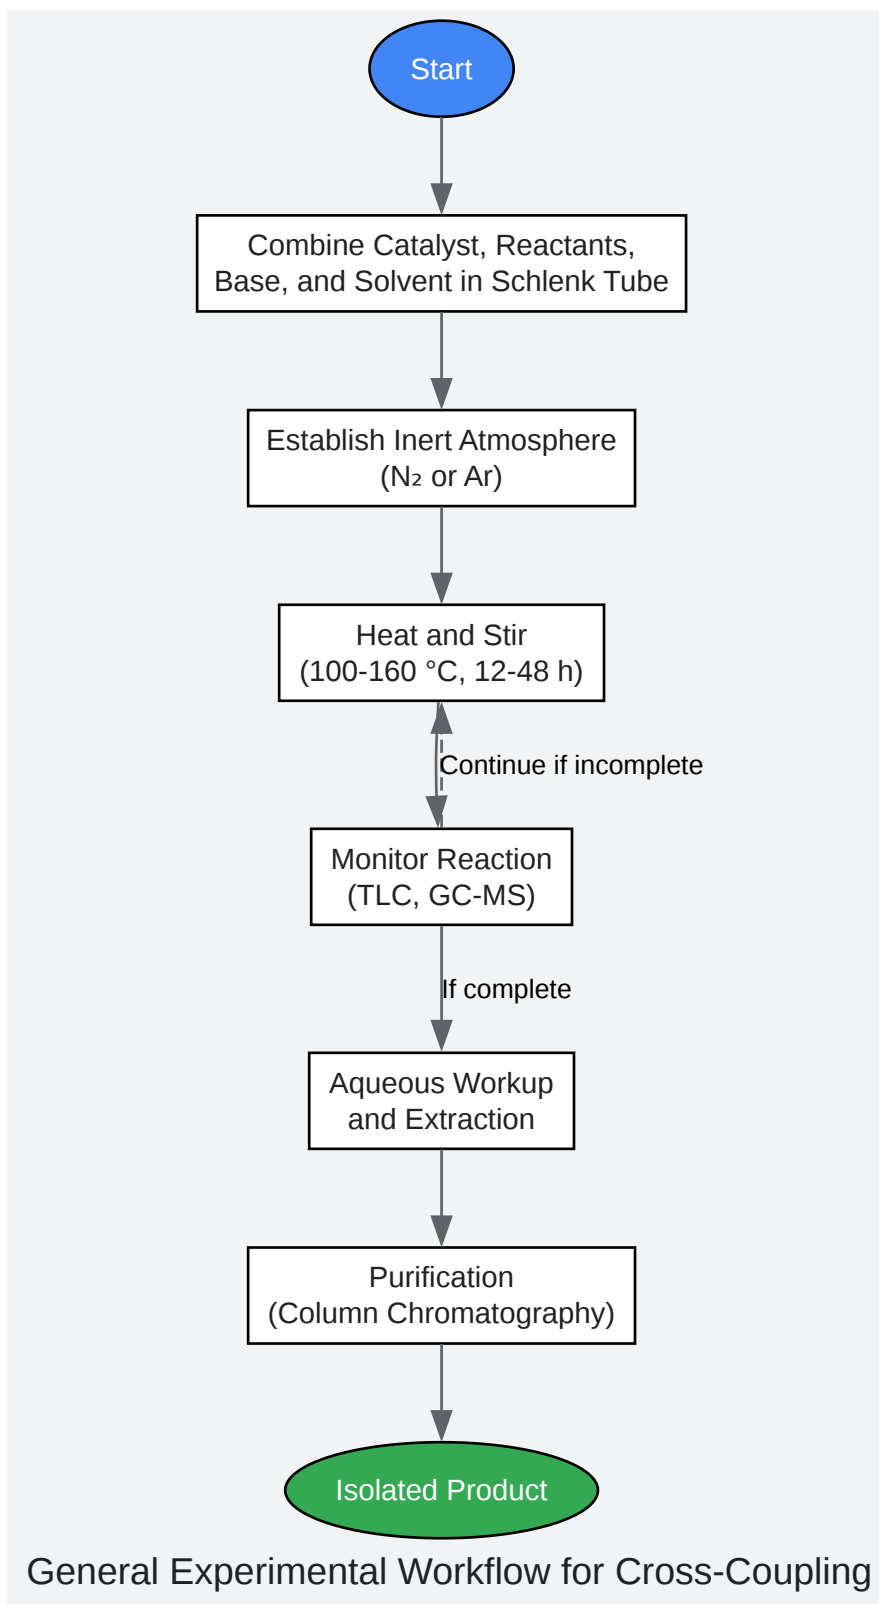 Start
Combine Catalyst, Reactants,
Base, and Solvent in Schlenk Tube
Establish Inert Atmosphere
(N₂ or Ar)
Heat and Stir
(100-160 °C, 12-48 h)
Continue if incomplete
Monitor Reaction
(TLC, GC-MS)
If complete
Aqueous Workup
and Extraction
Purification
(Column Chromatography)
Isolated Product
General Experimental Workflow for Cross-Coupling